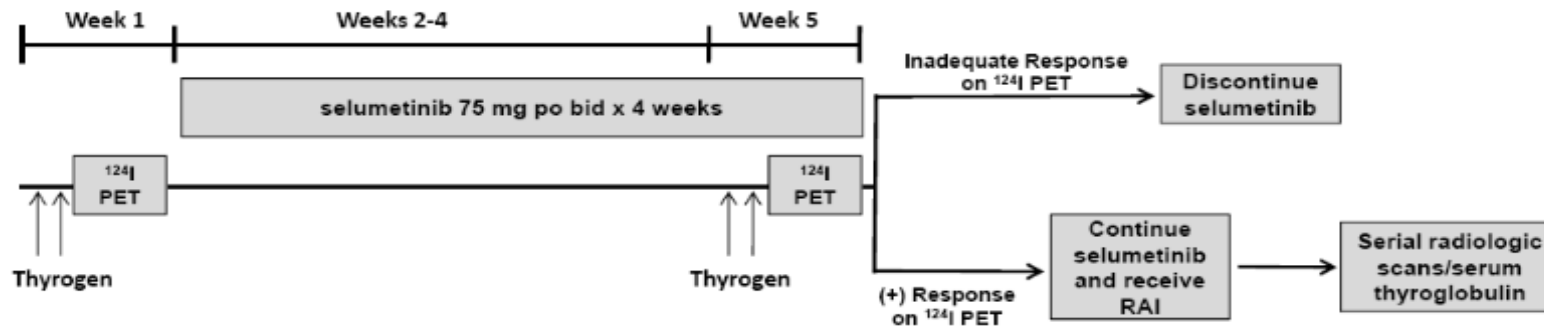 Week 1
Weeks 2-4
Week 5
selumetinib 75 mg po bid x 4 weeks
124I
PET
124I
PET
Thyrogen
Thyrogen
Inadequate Response
on 124I PET
Discontinue
selumetinib
(+) Response
on 124I PET
Continue
selumetinib
and receive
RAI
Serial radiologic
scans/serum
thyroglobulin